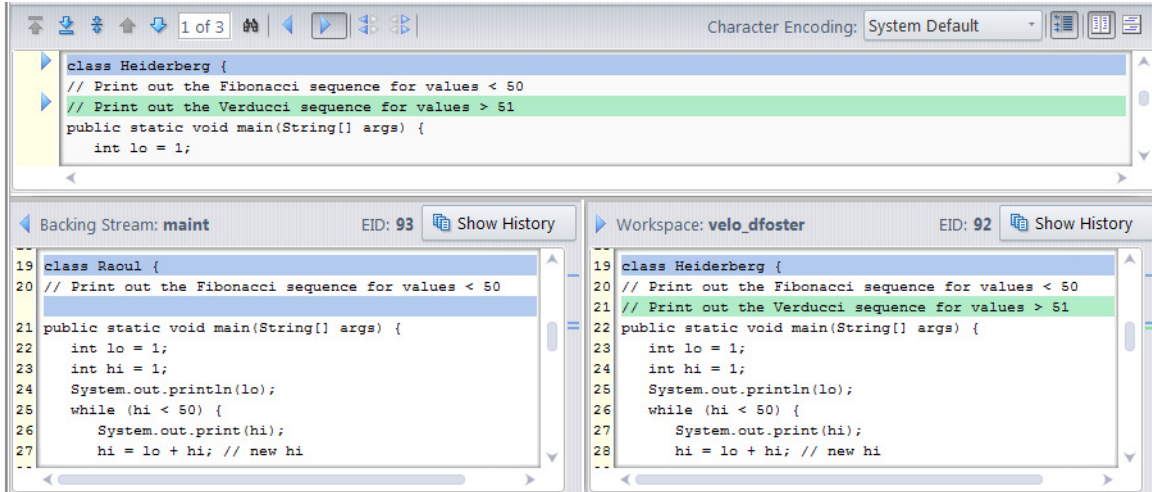 1 of 3 Character Encoding: System Default
class Heiderberg {
// Print out the Fibonacci sequence for values < 50
// Print out the Verducci sequence for values > 51
public static void main(String[] args) {
int lo = 1;
Backing Stream: maint EID: 93 Show History
19 class Raoul {
20 // Print out the Fibonacci sequence for values < 50
21 public static void main(String[] args) {
22 int lo = 1;
23 int hi = 1;
24 System.out.println(lo);
25 while (hi < 50) {
26 System.out.print(hi);
27 hi = lo + hi; // new hi
Workspace: velo_dfoster EID: 92 Show History
19 class Heiderberg {
20 // Print out the Fibonacci sequence for values < 50
21 // Print out the Verducci sequence for values > 51
22 public static void main(String[] args) {
23 int lo = 1;
24 int hi = 1;
25 System.out.println(lo);
26 while (hi < 50) {
27 System.out.print(hi);
28 hi = lo + hi; // new hi